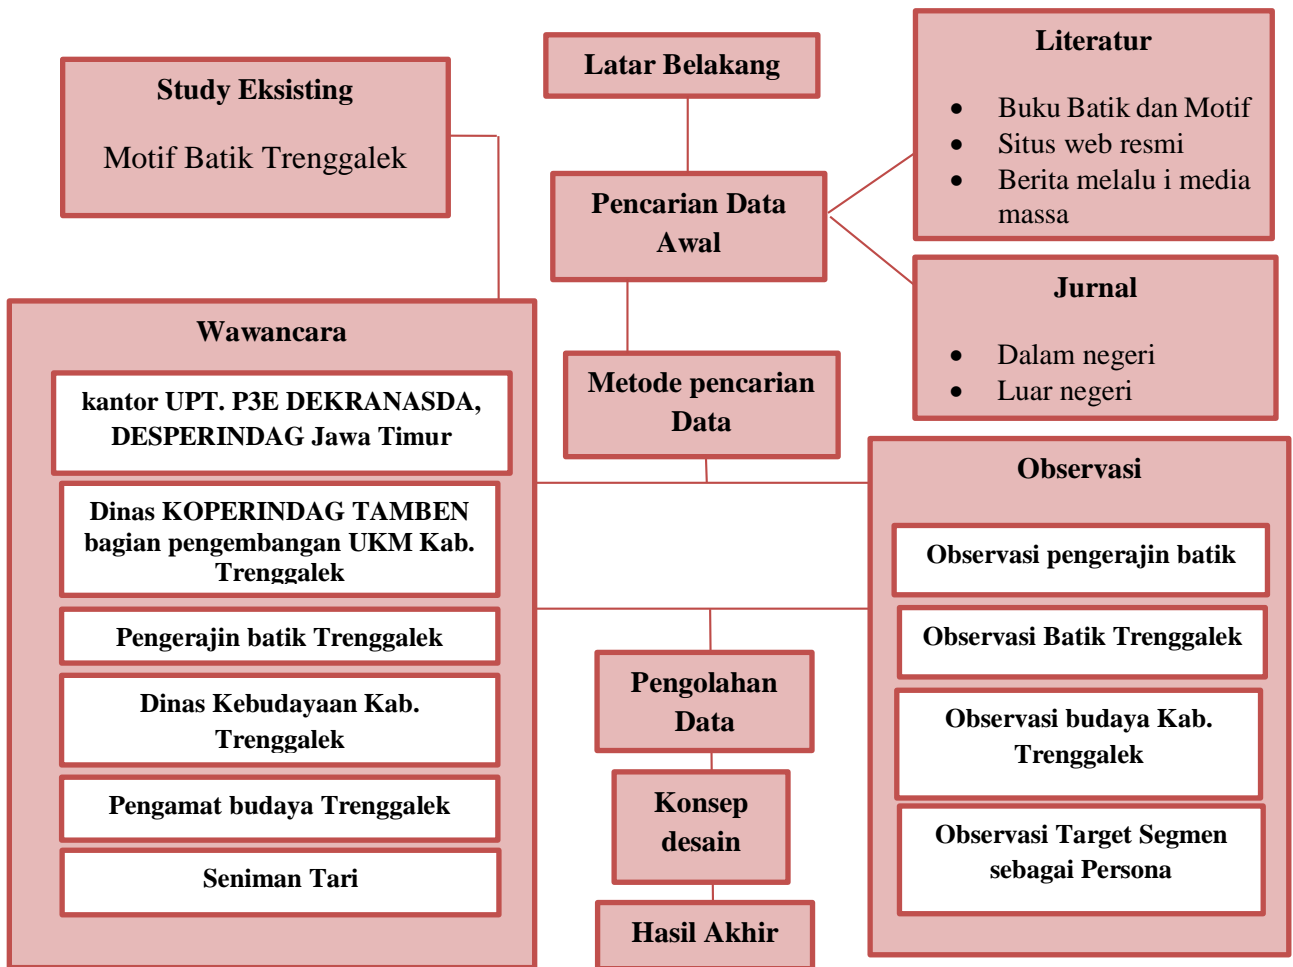 Study Eksisting
Motif Batik Trenggalek
Latar Belakang
Pencarian Data
Awal
Literatur
• Buku Batik dan Motif
• Situs web resmi
• Berita melalu i media
massa
Jurnal
• Dalam negeri
• Luar negeri
Metode pencarian
Data
Wawancara
kantor UPT. P3E DEKRANASDA,
DESPERINDAG Jawa Timur
Dinas KOPERINDAG TAMBEN
bagian pengembangan UKM Kab.
Trenggalek
Pengerajin batik Trenggalek
Dinas Kebudayaan Kab.
Trenggalek
Pengamat budaya Trenggalek
Seniman Tari
Observasi
Observasi pengerajin batik
Observasi Batik Trenggalek
Observasi budaya Kab.
Trenggalek
Observasi Target Segmen
sebagai Persona
Pengolahan
Data
Konsep
desain
Hasil Akhir